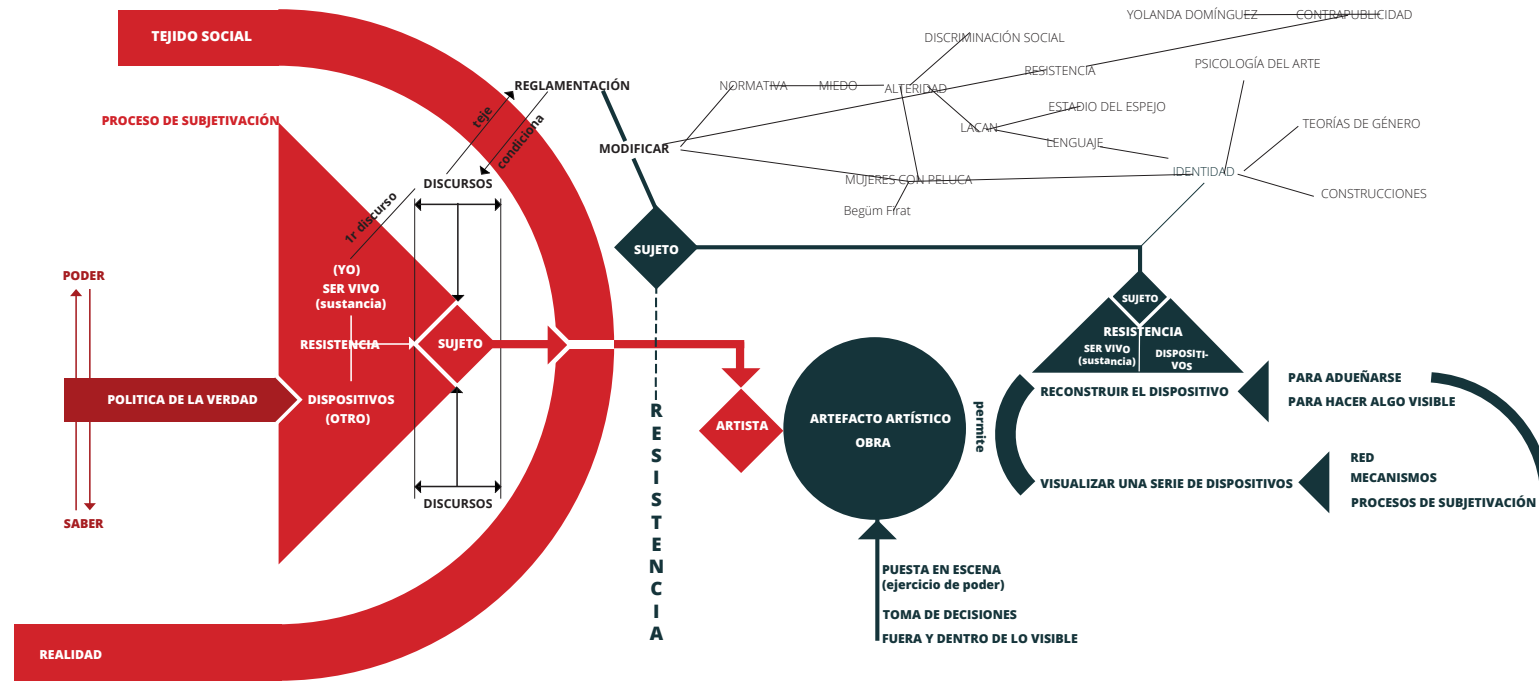 TEJIDO SOCIAL
PROCESO DE SUBJETIVACIÓN
REGLAMENTACIÓN
teje
condiciona
DISCURSOS
1r discurso
(YO)
SER VIVO
(sustancia)
RESISTENCIA
SUJETO
DISPOSITIVOS
(OTRO)
PODER
POLITICA DE LA VERDAD
SABER
DISCURSOS
REALIDAD
YOLANDA DOMÍNGUEZ
CONTRAPUBLICIDAD
DISCRIMINACIÓN SOCIAL
NORMATIVA
MIEDO
ALTERIDAD
RESISTENCIA
PSICOLOGÍA DEL ARTE
ESTADIO DEL ESPEJO
LACAN
LENGUAJE
TEORÍAS DE GÉNERO
MODIFICAR
IDENTIDAD
MUJERES CON PELUCA
CONSTRUCCIONES
Begüm Firat
SUJETO
RESISTENCIA
ARTISTA
ARTEFACTO ARTÍSTICO
OBRA
permite
SUJETO
RESISTENCIA
SER VIVO
(sustancia)
DISPOSITI-
VOS
RECONSTRUIR EL DISPOSITIVO
PARA ADUEÑARSE
PARA HACER ALGO VISIBLE
VISUALIZAR UNA SERIE DE DISPOSITIVOS
RED
MECANISMOS
PROCESOS DE SUBJETIVACIÓN
PUESTA EN ESCENA
(ejercicio de poder)
TOMA DE DECISIONES
FUERA Y DENTRO DE LO VISIBLE